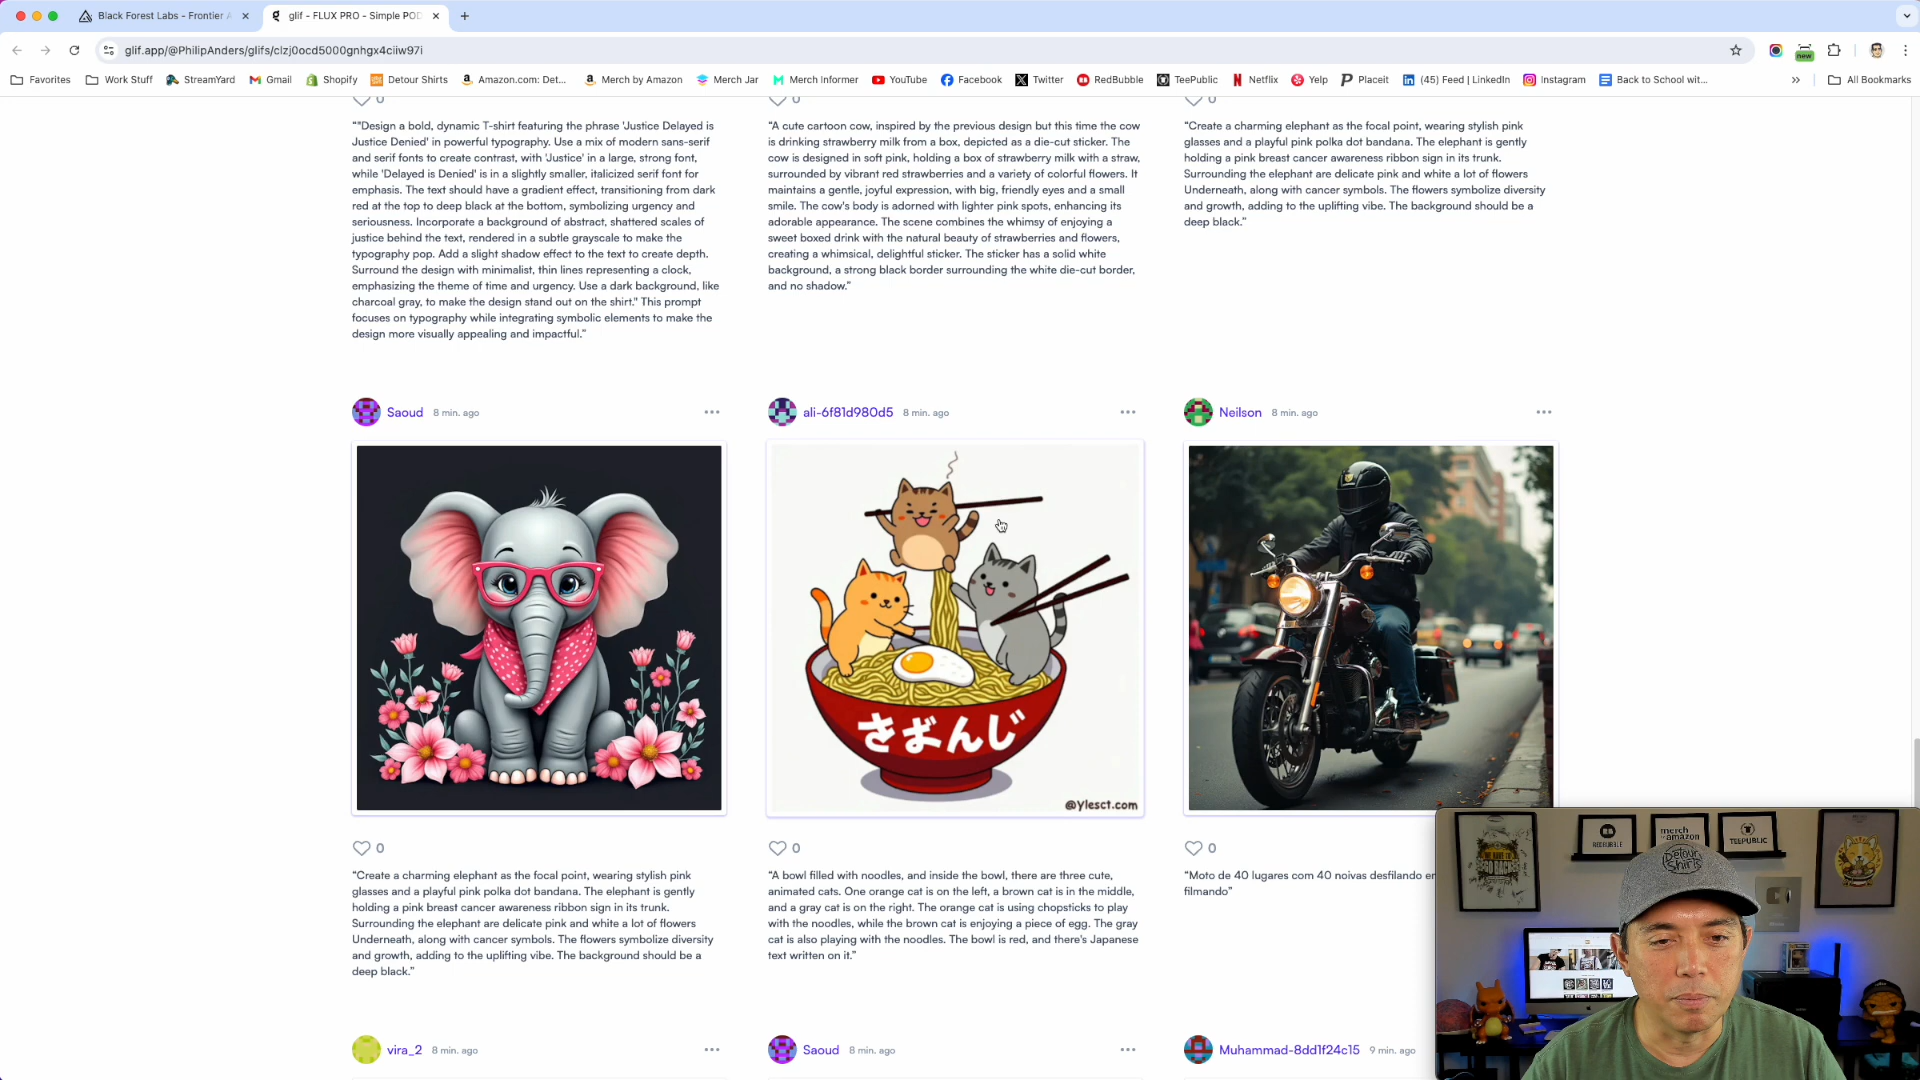 Black Forest Labs - Frontier A
glif - FLUX PRO - Simple POD
glif.app/@PhilipAnders/glifs/clzj0ocd5000gnhgx4ciiw97i
new
Favorites
Work Stuff
StreamYard
Gmail
Shopify
Detour Shirts
Amazon.com: Det...
Merch by Amazon
Merch Jar
Merch Informer
YouTube
Facebook
Twitter
RedBubble
TeePublic
Netflix
Yelp
Placeit
(45) Feed | LinkedIn
Instagram
Back to School wit...
All Bookmarks
0
0
0
“"Design a bold, dynamic T-shirt featuring the phrase 'Justice Delayed is
Justice Denied' in powerful typography. Use a mix of modern sans-serif
and serif fonts to create contrast, with 'Justice' in a large, strong font,
while 'Delayed is Denied' is in a slightly smaller, italicized serif font for
emphasis. The text should have a gradient effect, transitioning from dark
red at the top to deep black at the bottom, symbolizing urgency and
seriousness. Incorporate a background of abstract, shattered scales of
justice behind the text, rendered in a subtle grayscale to make the
typography pop. Add a slight shadow effect to the text to create depth.
Surround the design with minimalist, thin lines representing a clock,
emphasizing the theme of time and urgency. Use a dark background, like
charcoal gray, to make the design stand out on the shirt." This prompt
focuses on typography while integrating symbolic elements to make the
design more visually appealing and impactful.”
“A cute cartoon cow, inspired by the previous design but this time the cow
is drinking strawberry milk from a box, depicted as a die-cut sticker. The
cow is designed in soft pink, holding a box of strawberry milk with a straw,
surrounded by vibrant red strawberries and a variety of colorful flowers. It
maintains a gentle, joyful expression, with big, friendly eyes and a small
smile. The cow's body is adorned with lighter pink spots, enhancing its
adorable appearance. The scene combines the whimsy of enjoying a
sweet boxed drink with the natural beauty of strawberries and flowers,
creating a whimsical, delightful sticker. The sticker has a solid white
background, a strong black border surrounding the white die-cut border,
and no shadow.”
“Create a charming elephant as the focal point, wearing stylish pink
glasses and a playful pink polka dot bandana. The elephant is gently
holding a pink breast cancer awareness ribbon sign in its trunk.
Surrounding the elephant are delicate pink and white a lot of flowers
Underneath, along with cancer symbols. The flowers symbolize diversity
and growth, adding to the uplifting vibe. The background should be a
deep black.”
Saoud 8 min. ago
ali-6f81d980d5 8 min. ago
Neilson 8 min. ago
さよんじ
@Ylesct.com
0
0
0
“Create a charming elephant as the focal point, wearing stylish pink
glasses and a playful pink polka dot bandana. The elephant is gently
holding a pink breast cancer awareness ribbon sign in its trunk.
Surrounding the elephant are delicate pink and white a lot of flowers
Underneath, along with cancer symbols. The flowers symbolize diversity
and growth, adding to the uplifting vibe. The background should be a
deep black.”
“A bowl filled with noodles, and inside the bowl, there are three cute,
animated cats. One orange cat is on the left, a brown cat is in the middle,
and a gray cat is on the right. The orange cat is using chopsticks to play
with the noodles, while the brown cat is enjoying a piece of egg. The gray
cat is also playing with the noodles. The bowl is red, and there's Japanese
text written on it.”
“Moto de 40 lugares com 40 noivas desfilando en
filmando”
vira_2 8 min. ago
Saoud 8 min. ago
Muhammad-8dd1f24c15 9 min. ago
REDBUBBLE
merch
amazon
TEEPUBLIC
Detour
Shirts